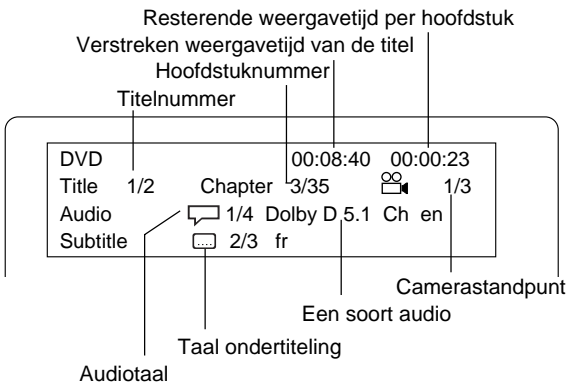 Resterende weergavetijd per hoofdstuk
Verstreken weergavetijd van de titel
Hoofdstuknummer
Titelnummer
DVD 00:08:40 00:00:23
Title 1/2 Chapter 3/35 1/3
Audio 1/4 Dolby D 5.1 Ch en
Subtitle .... 2/3 fr
Camerastandpunt
Een soort audio
Taal ondertiteling
Audiotaal